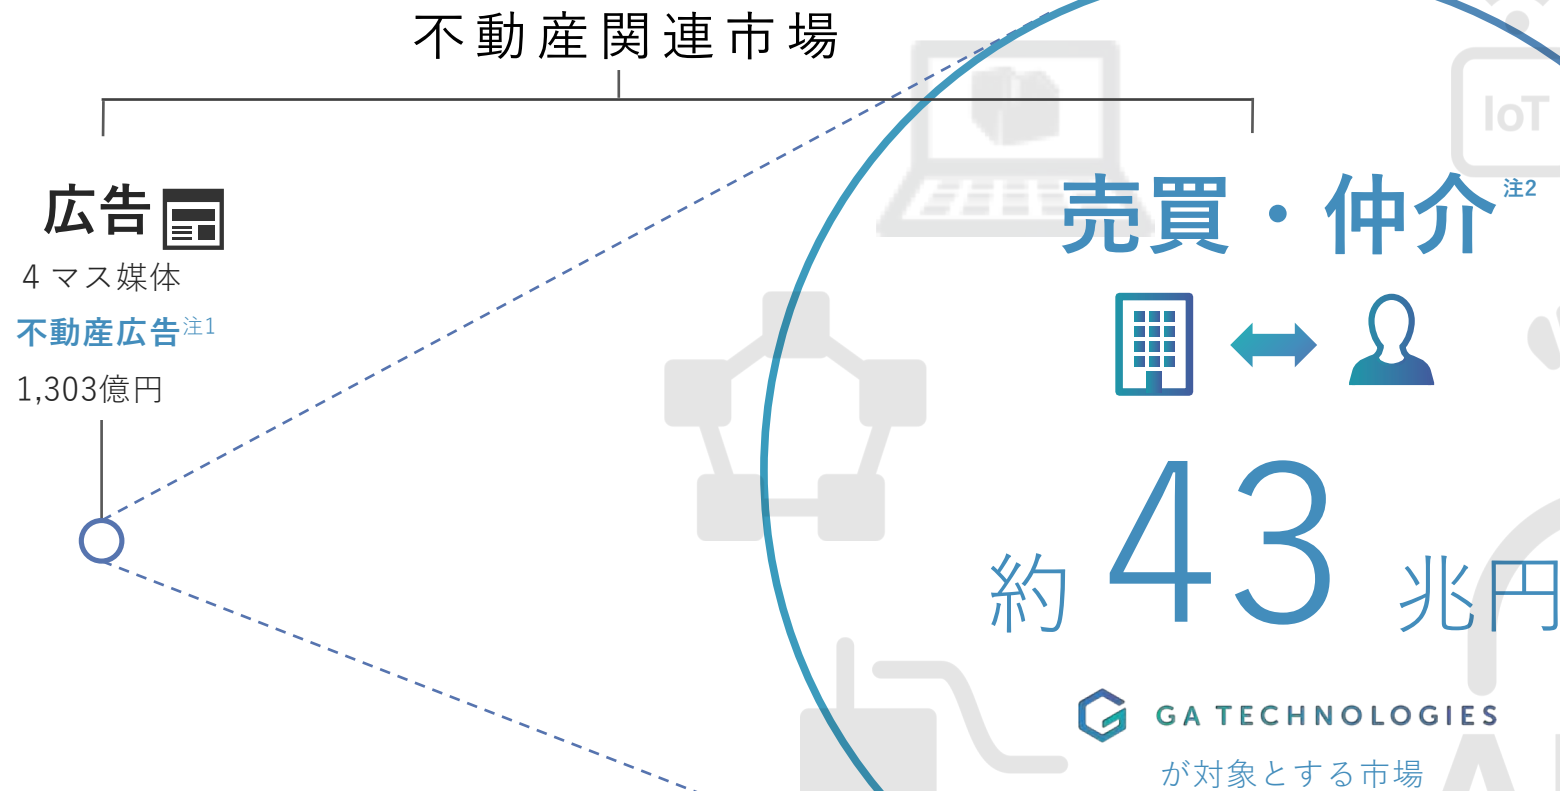 不動産関連市場
広告
4 マス媒体
不動産広告注1
1,303億円
IoT
売買・仲介注2
約 43 兆円
GA TECHNOLOGIES
が対象とする市場